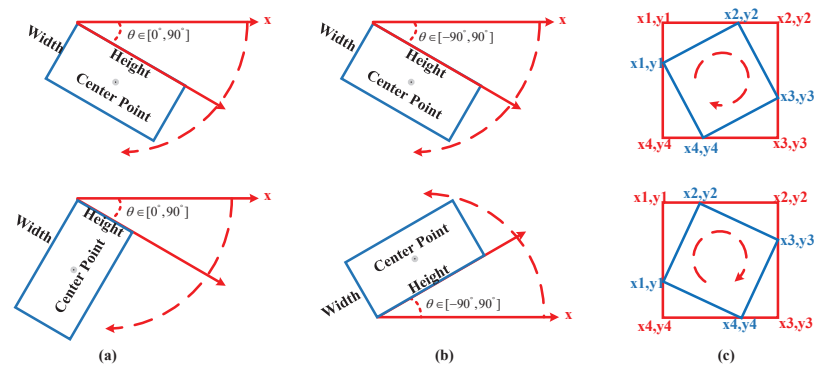 x
θ∈[0°,90°]
Width
Height
Center Point
x
θ∈[-90°,90°]
Width
Height
Center Point
x1,y1
x2,y2
x2,y2
x1,y1
x3,y3
x4,y4
x4,y4
x3,y3
x
θ∈[0°,90°]
Height
Width
Center Point
Center Point
Height
Width
θ∈[-90°,90°]
x
x1,y1
x2,y2
x2,y2
x3,y3
x1,y1
x4,y4
x4,y4
x3,y3
(a)
(b)
(c)